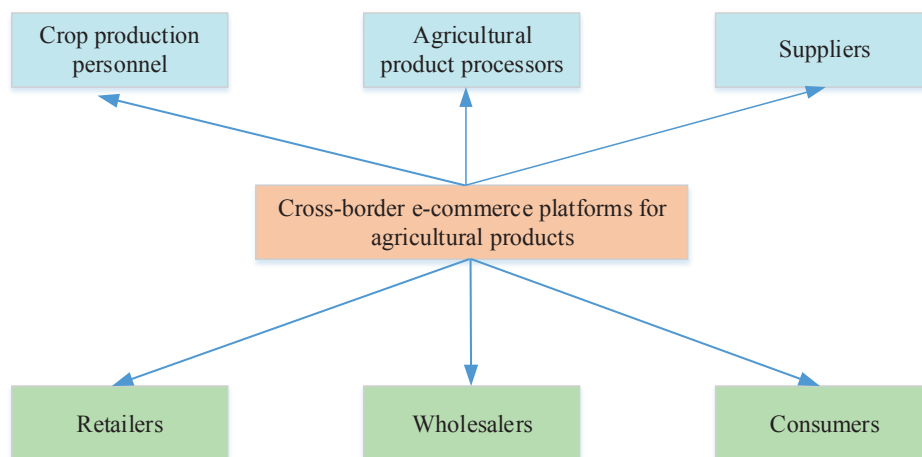 Crop production
personnel
Agricultural
product processors
Suppliers
Cross-border e-commerce platforms for
agricultural products
Retailers
Wholesalers
Consumers